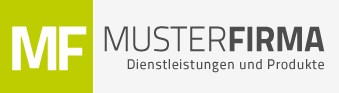 MF
MUSTERFIRMA
Dienstleistungen und Produkte